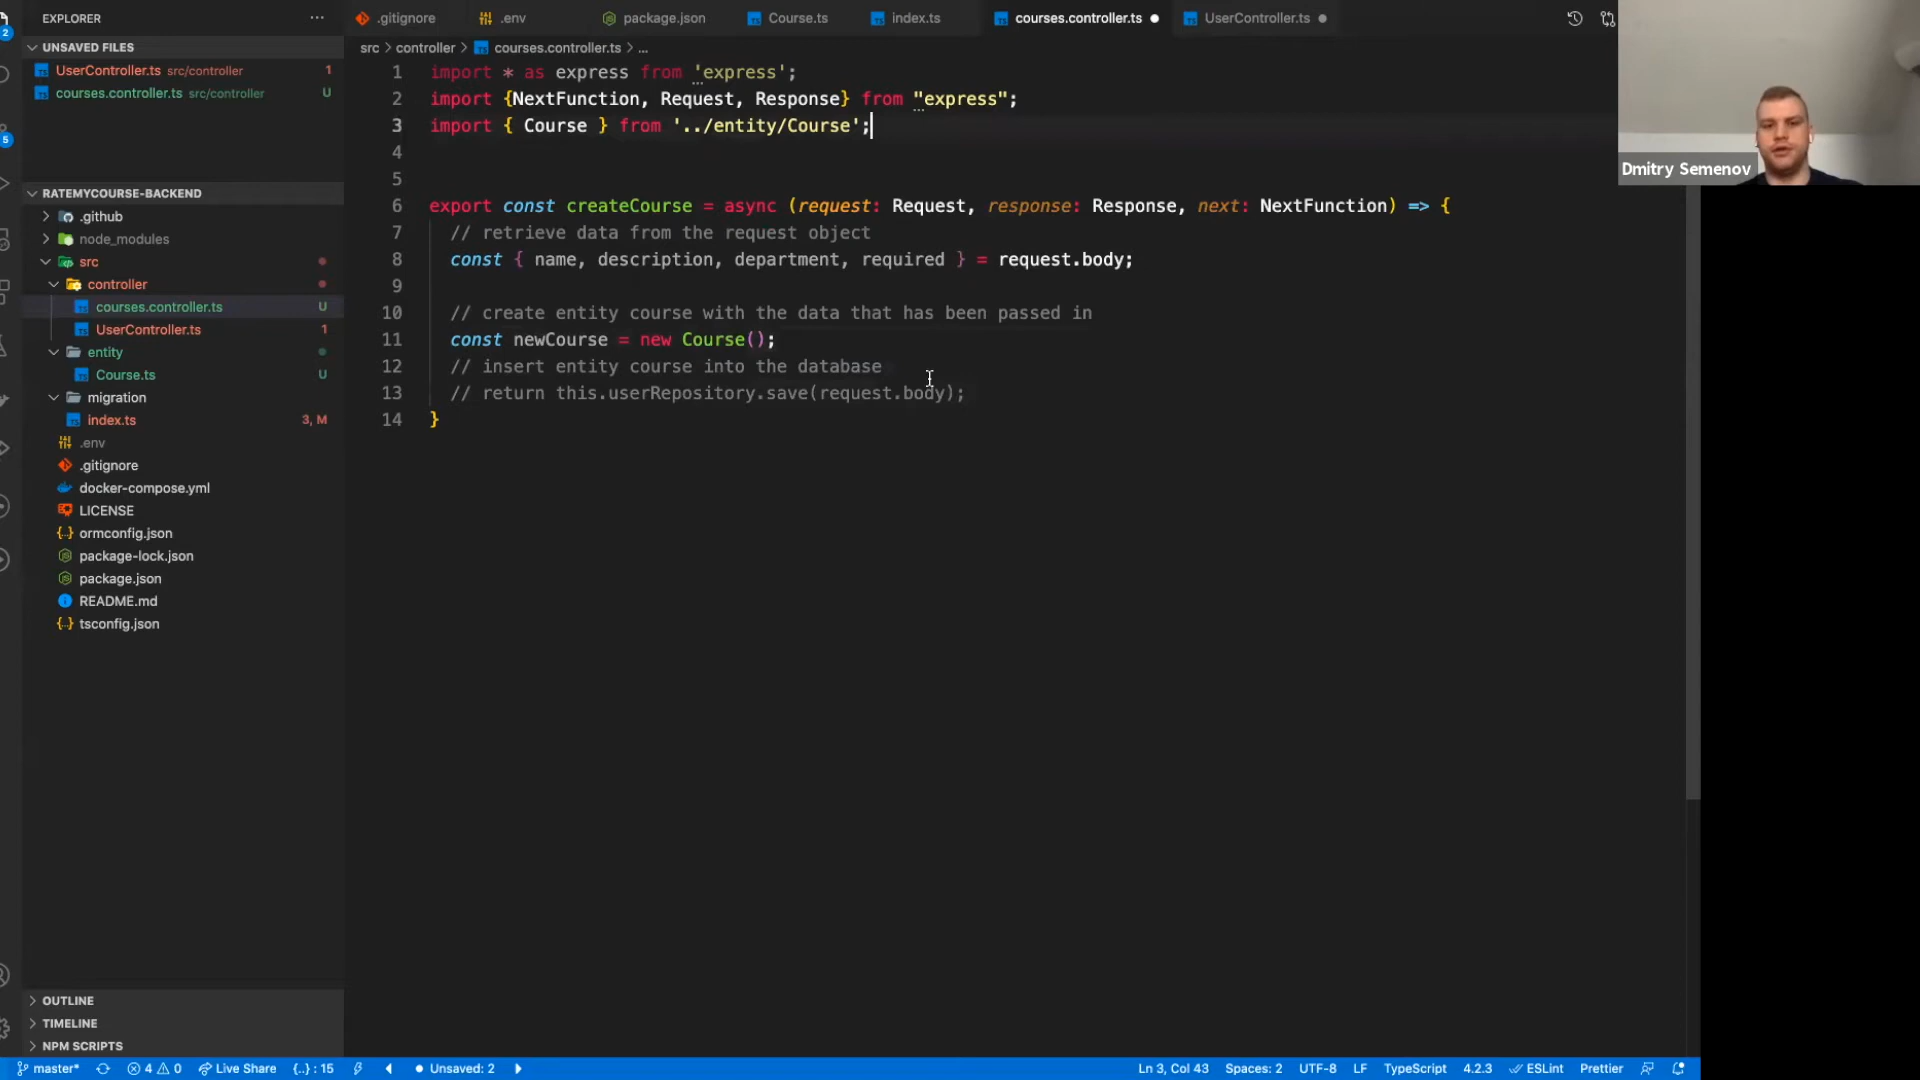 EXPLORER
UNSAVED FILES
UserController.ts src/controller 1
courses.controller.ts src/controller U
RATEMYCOURSE-BACKEND
.github
node_modules
src
controller
courses.controller.ts U
UserController.ts 1
entity
Course.ts U
migration
index.ts 3, M
.env
.gitignore
docker-compose.yml
LICENSE
ormconfig.json
package-lock.json
package.json
README.md
tsconfig.json
OUTLINE
TIMELINE
NPM SCRIPTS
2
5
.gitignore .env package.json Course.ts index.ts courses.controller.ts UserController.ts
src > controller > courses.controller.ts > ...
1 import * as express from 'express';
2 import {NextFunction, Request, Response} from "express";
3 import { Course } from '../entity/Course';
4
5
6 export const createCourse = async (request: Request, response: Response, next: NextFunction) => {
7 // retrieve data from the request object
8 const { name, description, department, required } = request.body;
9
10 // create entity course with the data that has been passed in
11 const newCourse = new Course();
12 // insert entity course into the database
13 // return this.userRepository.save(request.body);
14 }
Dmitry Semenov
master* 4 0 Live Share {..} : 15 Unsaved: 2 Ln 3, Col 43 Spaces: 2 UTF-8 LF TypeScript 4.2.3 ESLint Prettier